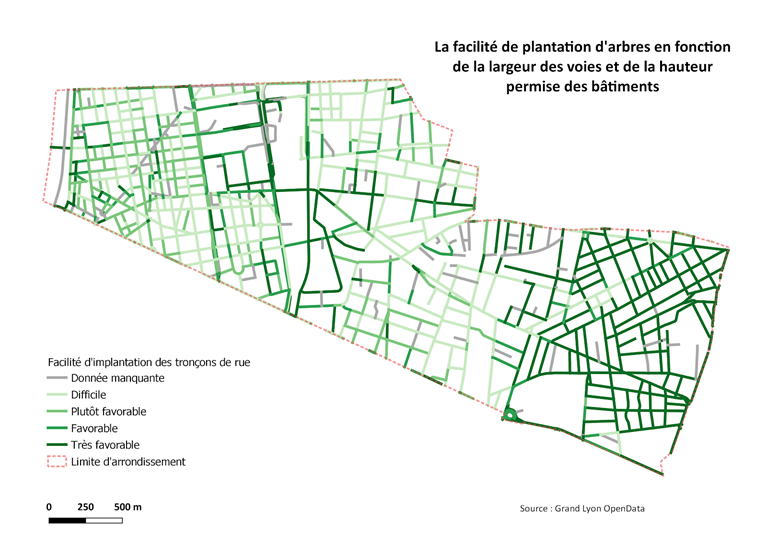 La facilité de plantation d'arbres en fonction
de la largeur des voies et de la hauteur
permise des bâtiments
Facilité d'implantation des tronçons de rue
Donnée manquante
Difficile
Plutôt favorable
Favorable
Très favorable
Limite d'arrondissement
0 250 500 m
Source : Grand Lyon OpenData